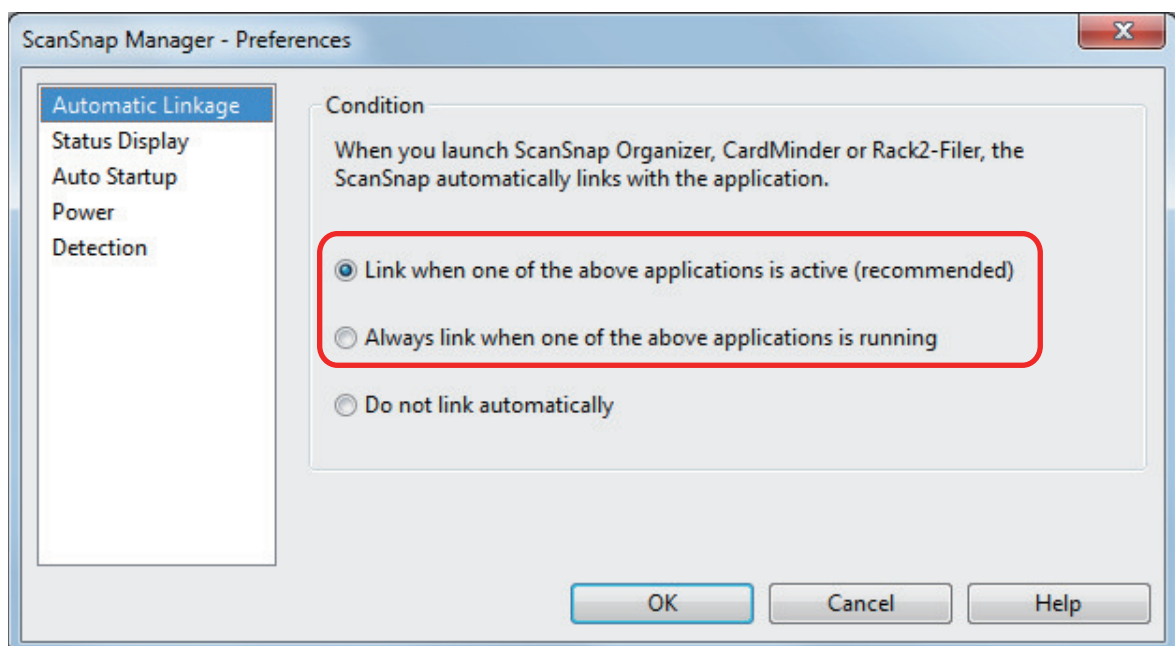 ScanSnap Manager - Preferences
Automatic Linkage
Status Display
Auto Startup
Power
Detection
Condition
When you launch ScanSnap Organizer, CardMinder or Rack2-Filer, the
ScanSnap automatically links with the application.
Link when one of the above applications is active (recommended)
Always link when one of the above applications is running
Do not link automatically
OK
Cancel
Help